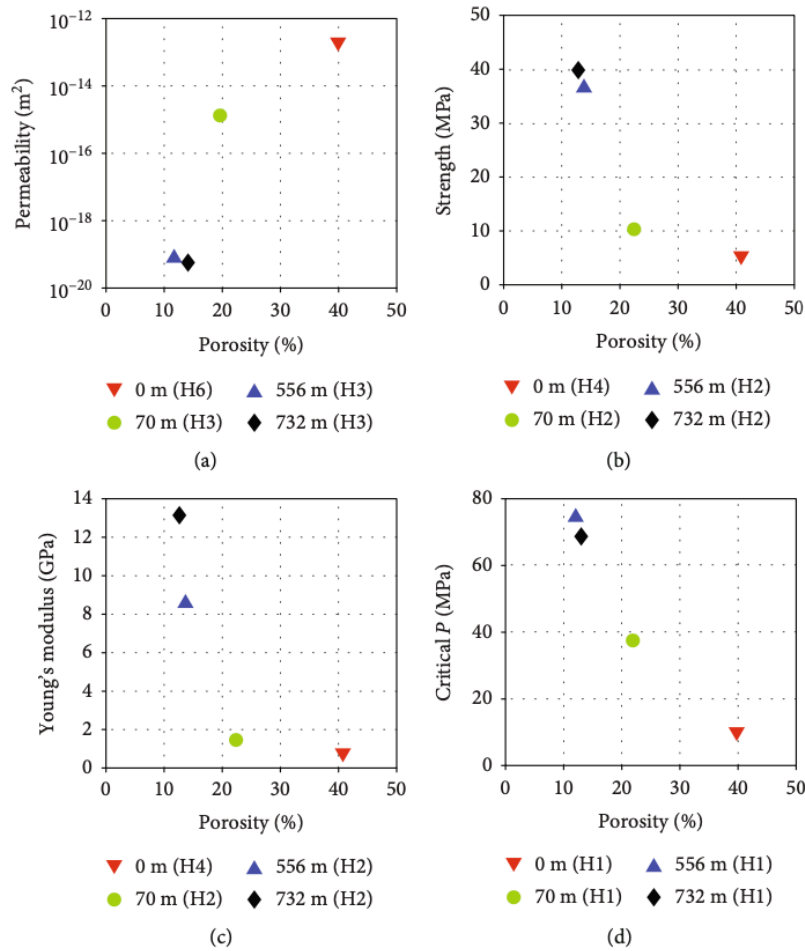 10⁻¹²
10⁻¹⁴
10⁻¹⁶
10⁻¹⁸
10⁻²⁰
Permeability (m²)
0 10 20 30 40 50
Porosity (%)
0 m (H6) 556 m (H3)
70 m (H3) 732 m (H3)
(a)
50
40
30
20
10
0
Strength (MPa)
0 10 20 30 40 50
Porosity (%)
0 m (H4) 556 m (H2)
70 m (H2) 732 m (H2)
(b)
14
12
10
8
6
4
2
0
Young's modulus (GPa)
0 10 20 30 40 50
Porosity (%)
0 m (H4) 556 m (H2)
70 m (H2) 732 m (H2)
(c)
80
60
40
20
0
Critical P (MPa)
0 10 20 30 40 50
Porosity (%)
0 m (H1) 556 m (H1)
70 m (H1) 732 m (H1)
(d)